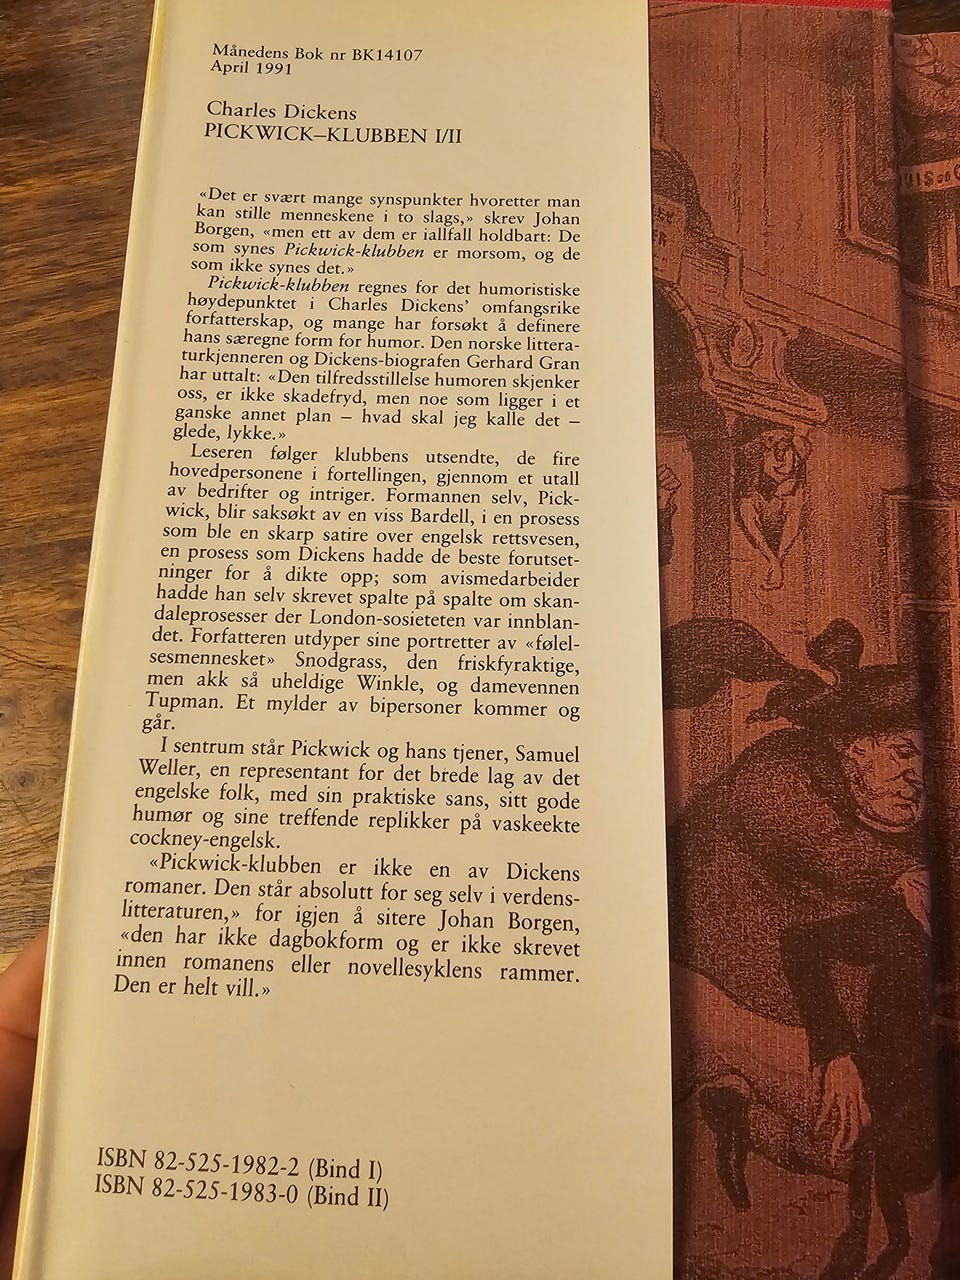 Månedens Bok nr BK14107
April 1991
Charles Dickens
PICKWICK–KLUBBEN I/II
«Det er svært mange synspunkter hvoretter man
kan stille menneskene i to slags,» skrev Johan
Borgen, «men ett av dem er iallfall holdbart: De
som synes Pickwick-klubben er morsom, og de
som ikke synes det.»
Pickwick-klubben regnes for det humoristiske
høydepunktet i Charles Dickens' omfangsrike
forfatterskap, og mange har forsøkt å definere
hans særegne form for humor. Den norske littera-
turkjenneren og Dickens-biografen Gerhard Gran
har uttalt: «Den tilfredsstillelse humoren skjenker
oss, er ikke skadefryd, men noe som ligger i et
ganske annet plan – hvad skal jeg kalle det –
glede, lykke.»
Leseren følger klubbens utsendte, de fire
hovedpersonene i fortellingen, gjennom et utall
av bedrifter og intriger. Formannen selv, Pick-
wick, blir saksøkt av en viss Bardell, i en prosess
som ble en skarp satire over engelsk rettsvesen,
en prosess som Dickens hadde de beste forutset-
ninger for å dikte opp; som avismedarbeider
hadde han selv skrevet spalte på spalte om skan-
daleprosesser der London-sosieteten var innblan-
det. Forfatteren utdyper sine portretter av «følel-
sesmennesket» Snodgrass, den friskfyraktige,
men akk så uheldige Winkle, og damevennen
Tupman. Et mylder av bipersoner kommer og
går.
I sentrum står Pickwick og hans tjener, Samuel
Weller, en representant for det brede lag av det
engelske folk, med sin praktiske sans, sitt gode
humør og sine treffende replikker på vaskeekte
cockney-engelsk.
«Pickwick-klubben er ikke en av Dickens
romaner. Den står absolutt for seg selv i verdens-
litteraturen,» for igjen å sitere Johan Borgen,
«den har ikke dagbokform og er ikke skrevet
innen romanens eller novellesyklens rammer.
Den er helt vill.»
ISBN 82-525-1982-2 (Bind I)
ISBN 82-525-1983-0 (Bind II)